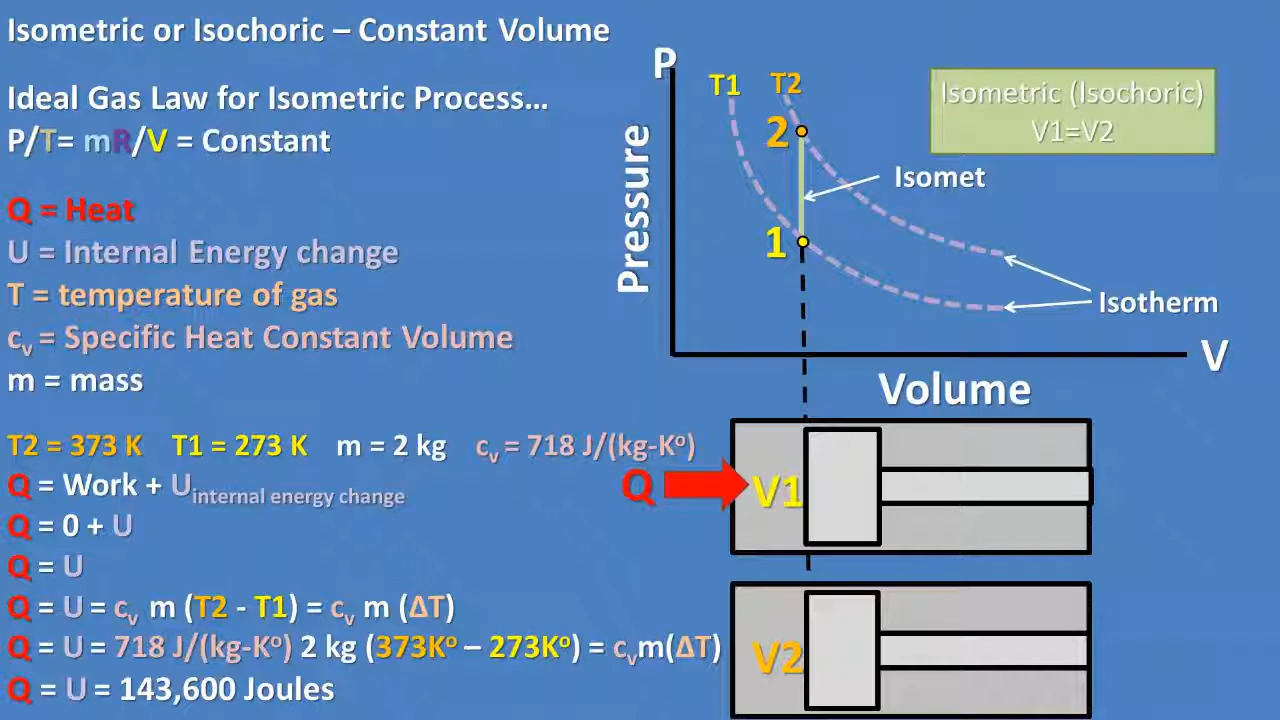 Isometric or Isochoric – Constant Volume
Ideal Gas Law for Isometric Process...
P/T= mR/V = Constant
Q = Heat
U = Internal Energy change
T = temperature of gas
cv = Specific Heat Constant Volume
m = mass
T2 = 373 K T1 = 273 K m = 2 kg cv = 718 J/(kg-Kº)
Q = Work + Uinternal energy change
Q = 0 + U
Q = U
Q = U = cv m (T2 - T1) = cv m (ΔT)
Q = U = 718 J/(kg-Kº) 2 kg (373Kº – 273Kº) = cvm(ΔT)
Q = U = 143,600 Joules
P
T1 T2
Isometric (Isochoric)
V1=V2
2
Isomet
Pressure
1
Isotherm
V
Volume
Q
V1
V2